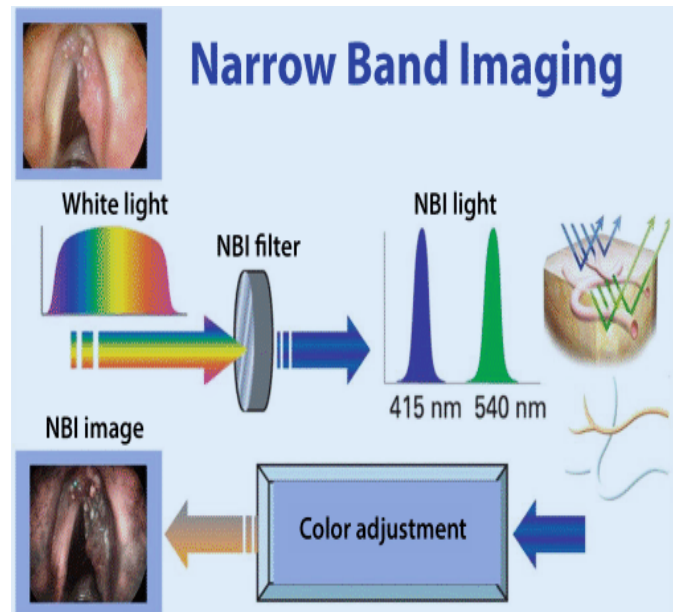 Narrow Band Imaging
White light
NBI filter
NBI light
415 nm 540 nm
NBI image
Color adjustment